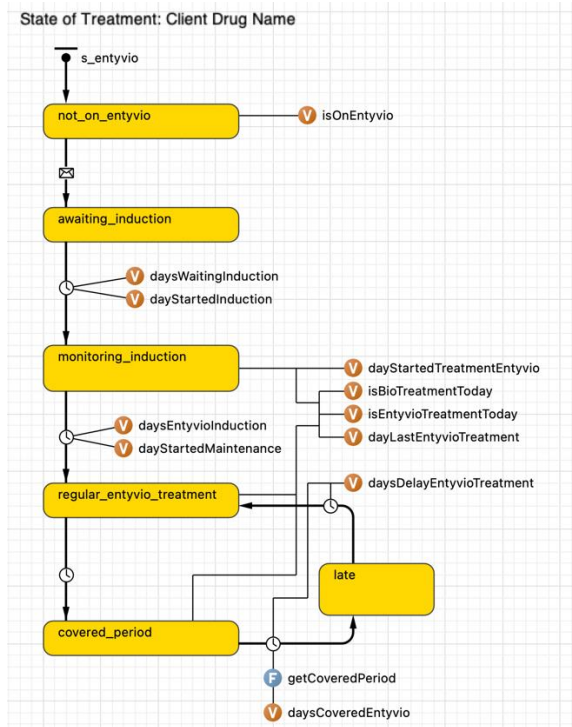 State of Treatment: Client Drug Name
s_entyvio
not_on_entyvio
V isOnEntyvio
awaiting_induction
V daysWaitingInduction
V dayStartedInduction
monitoring_induction
V dayStartedTreatmentEntyvio
V isBioTreatmentToday
V isEntyvioTreatmentToday
V dayLastEntyvioTreatment
V daysEntyvioInduction
V dayStartedMaintenance
V daysDelayEntyvioTreatment
regular_entyvio_treatment
late
covered_period
F getCoveredPeriod
V daysCoveredEntyvio